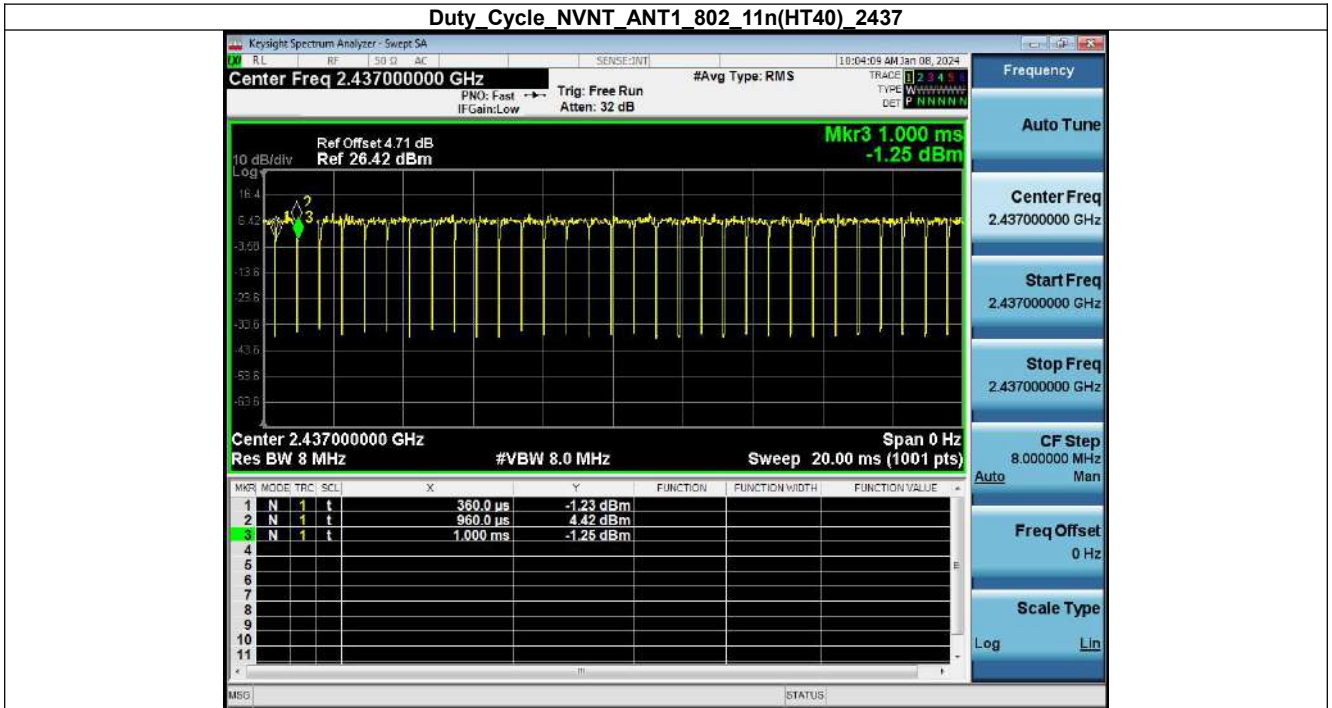 Duty_Cycle_NVNT_ANT1_802_11n(HT40)_2437
Keysight Spectrum Analyzer - Swept SA
RL RF 50 Ω AC SENSE:INT 10:04:09 AM Jan 08, 2024
Center Freq 2.437000000 GHz #Avg Type: RMS TRACE 1 2 3 4 5 6
PNO: Fast Trig: Free Run TYPE W
IFGain:Low Atten: 32 dB DET P N N N N N
Ref Offset 4.71 dB Mkr3 1.000 ms
10 dB/div Ref 26.42 dBm -1.25 dBm
Log
16.4
6.42
-3.58
-13.6
-23.6
-33.6
-43.6
-53.6
-63.6
1 2 3
Center 2.437000000 GHz Span 0 Hz
Res BW 8 MHz #VBW 8.0 MHz Sweep 20.00 ms (1001 pts)
MKR MODE TRC SCL X Y FUNCTION FUNCTION WIDTH FUNCTION VALUE
1 N 1 t 360.0 µs -1.23 dBm
2 N 1 t 960.0 µs 4.42 dBm
3 N 1 t 1.000 ms -1.25 dBm
4
5
6
7
8
9
10
11
MSG STATUS
Frequency
Auto Tune
Center Freq
2.437000000 GHz
Start Freq
2.437000000 GHz
Stop Freq
2.437000000 GHz
CF Step
8.000000 MHz
Auto Man
Freq Offset
0 Hz
Scale Type
Log Lin